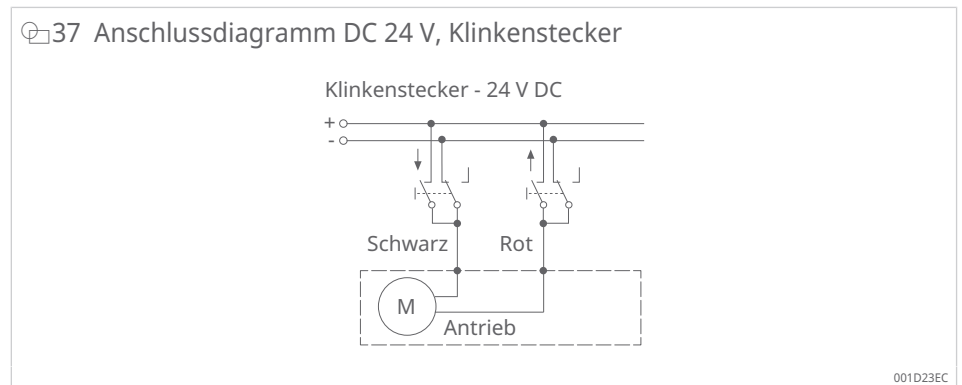 37 Anschlussdiagramm DC 24 V, Klinkenstecker
Klinkenstecker - 24 V DC
+
-
Schwarz Rot
M
Antrieb
001D23EC